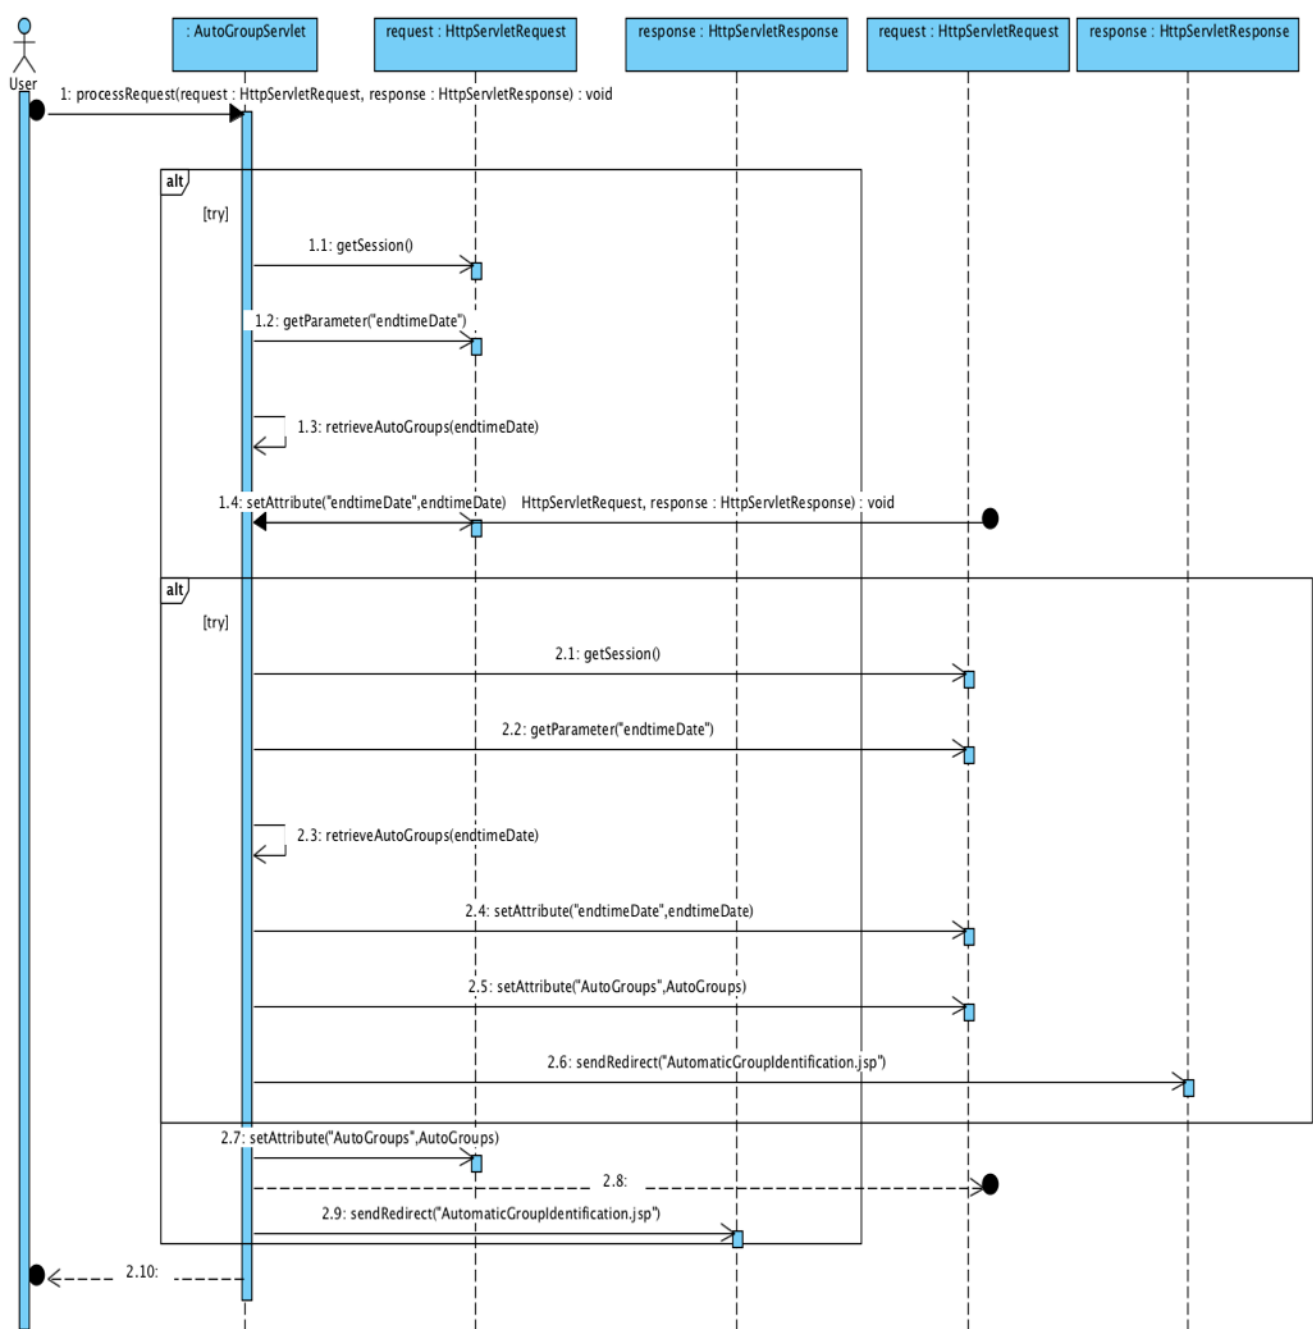 : AutoGroupServlet
request : HttpServletRequest
response : HttpServletResponse
request : HttpServletRequest
response : HttpServletResponse
User
1: processRequest(request : HttpServletRequest, response : HttpServletResponse) : void
alt
[try]
1.1: getSession()
1.2: getParameter("endtimeDate")
1.3: retrieveAutoGroups(endtimeDate)
1.4: setAttribute("endtimeDate",endtimeDate)
HttpServletRequest, response : HttpServletResponse) : void
alt
[try]
2.1: getSession()
2.2: getParameter("endtimeDate")
2.3: retrieveAutoGroups(endtimeDate)
2.4: setAttribute("endtimeDate",endtimeDate)
2.5: setAttribute("AutoGroups",AutoGroups)
2.6: sendRedirect("AutomaticGroupIdentification.jsp")
2.7: setAttribute("AutoGroups",AutoGroups)
2.8:
2.9: sendRedirect("AutomaticGroupIdentification.jsp")
2.10: